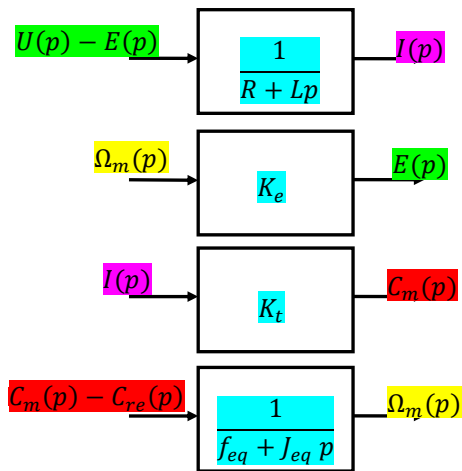 U(p) − E(p)
1
R + Lp
I(p)
Ω_m(p)
K_e
E(p)
I(p)
K_t
C_m(p)
C_m(p) − C_re(p)
1
f_eq + J_eq p
Ω_m(p)